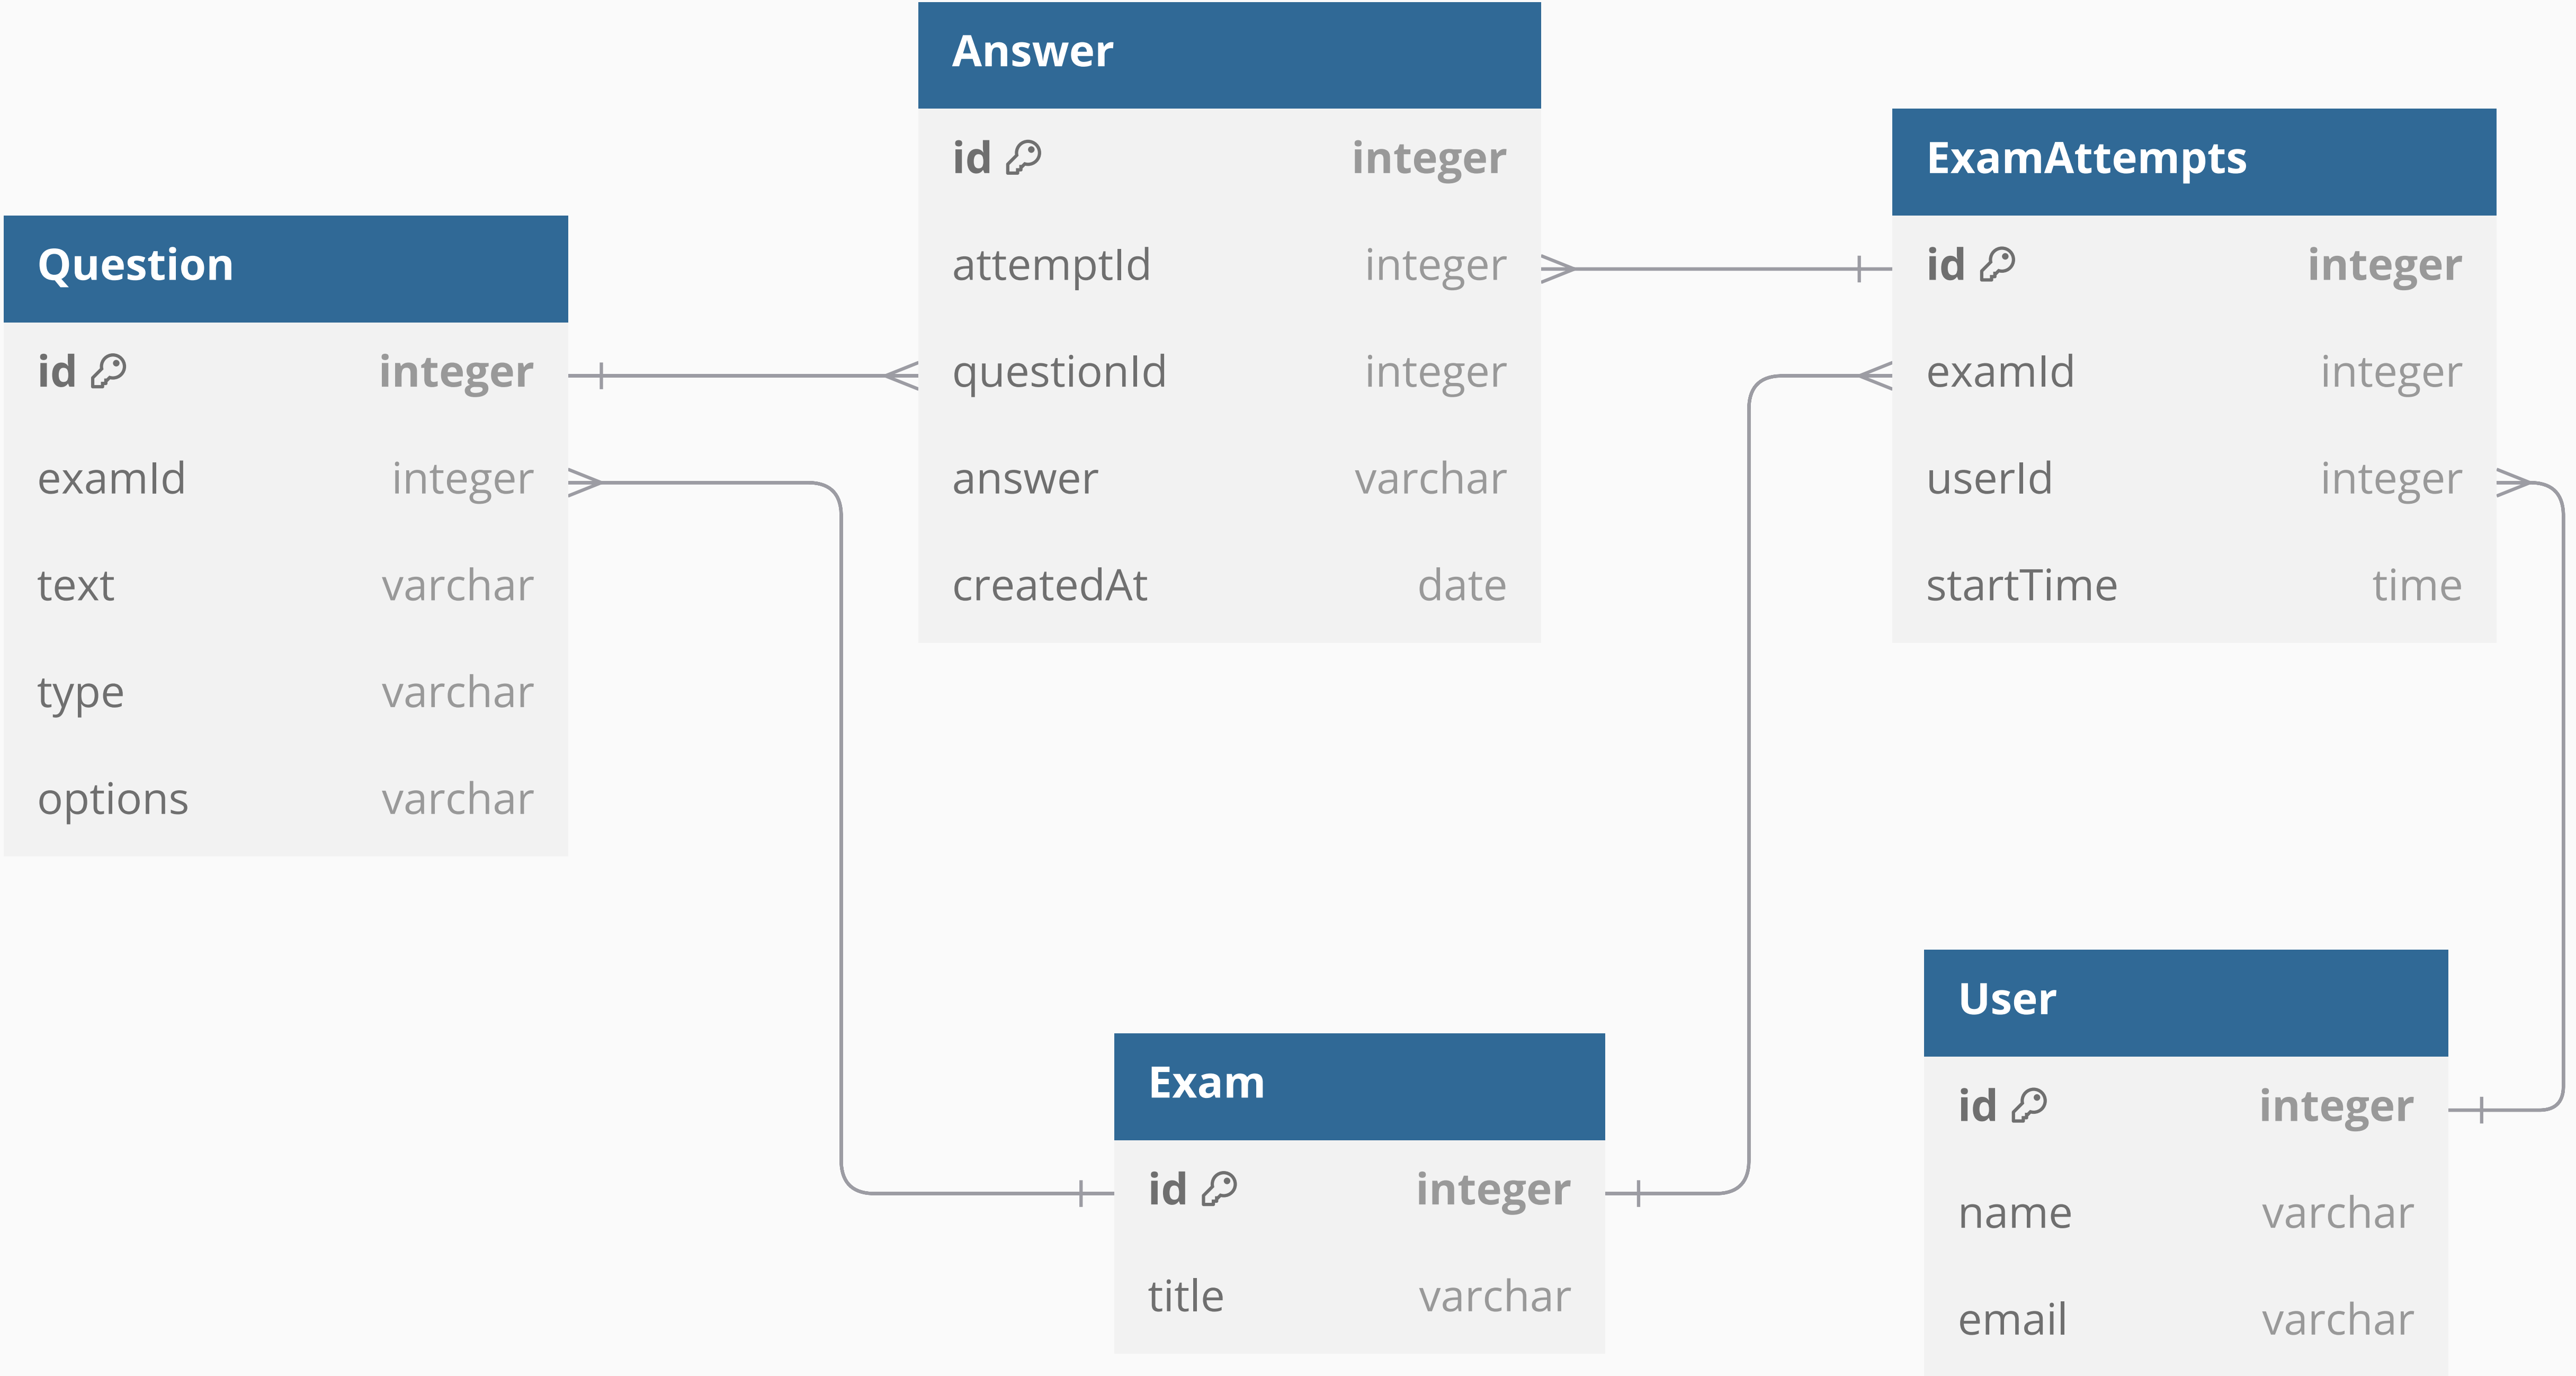 Question
id integer
examId integer
text varchar
type varchar
options varchar
Answer
id integer
attemptId integer
questionId integer
answer varchar
createdAt date
ExamAttempts
id integer
examId integer
userId integer
startTime time
Exam
id integer
title varchar
User
id integer
name varchar
email varchar